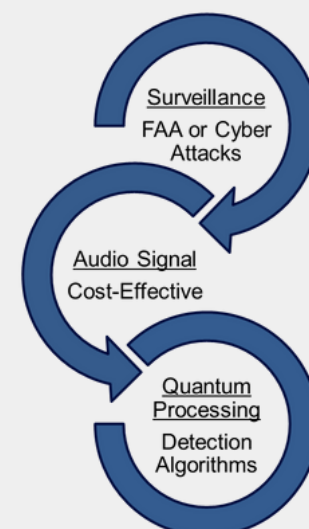 Surveillance
FAA or Cyber
Attacks
Audio Signal
Cost-Effective
Quantum
Processing
Detection
Algorithms